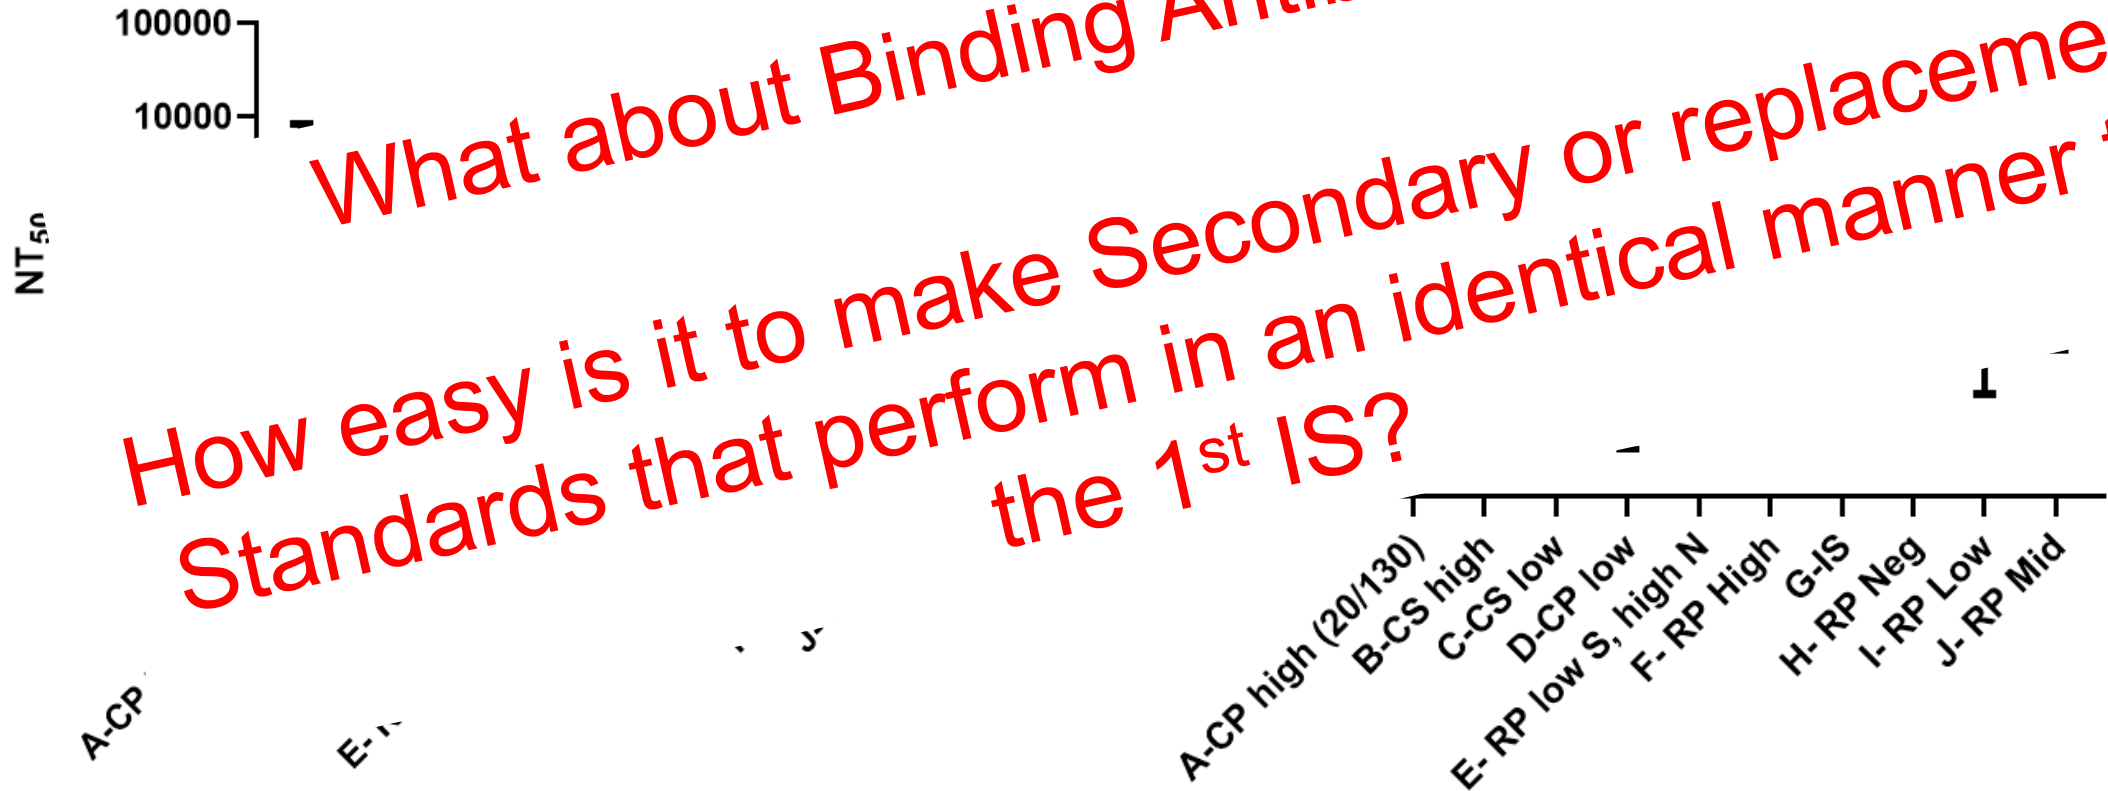 100000
10000
NT
What about Binding
How easy is it to make Secondary or
Standards that perform in an identical manner
the 1st IS?
A-CP
E-
J-
A-CP high (20/130)
B-CS high
C-CS low
D-CP low
E- RP low S, high N
F- RP High
G-IS
H- RP Neg
I- RP Low
J- RP Mid